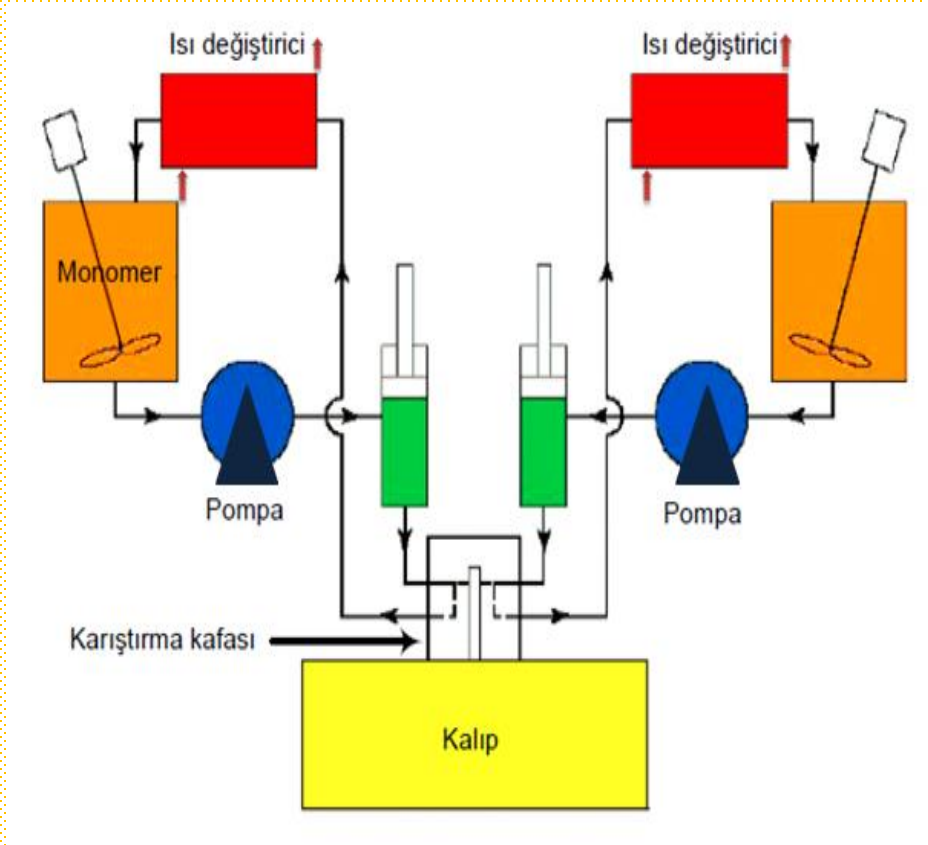 Isı değiştirici
Isı değiştirici
Monomer
Pompa
Pompa
Karıştırma kafası
Kalıp